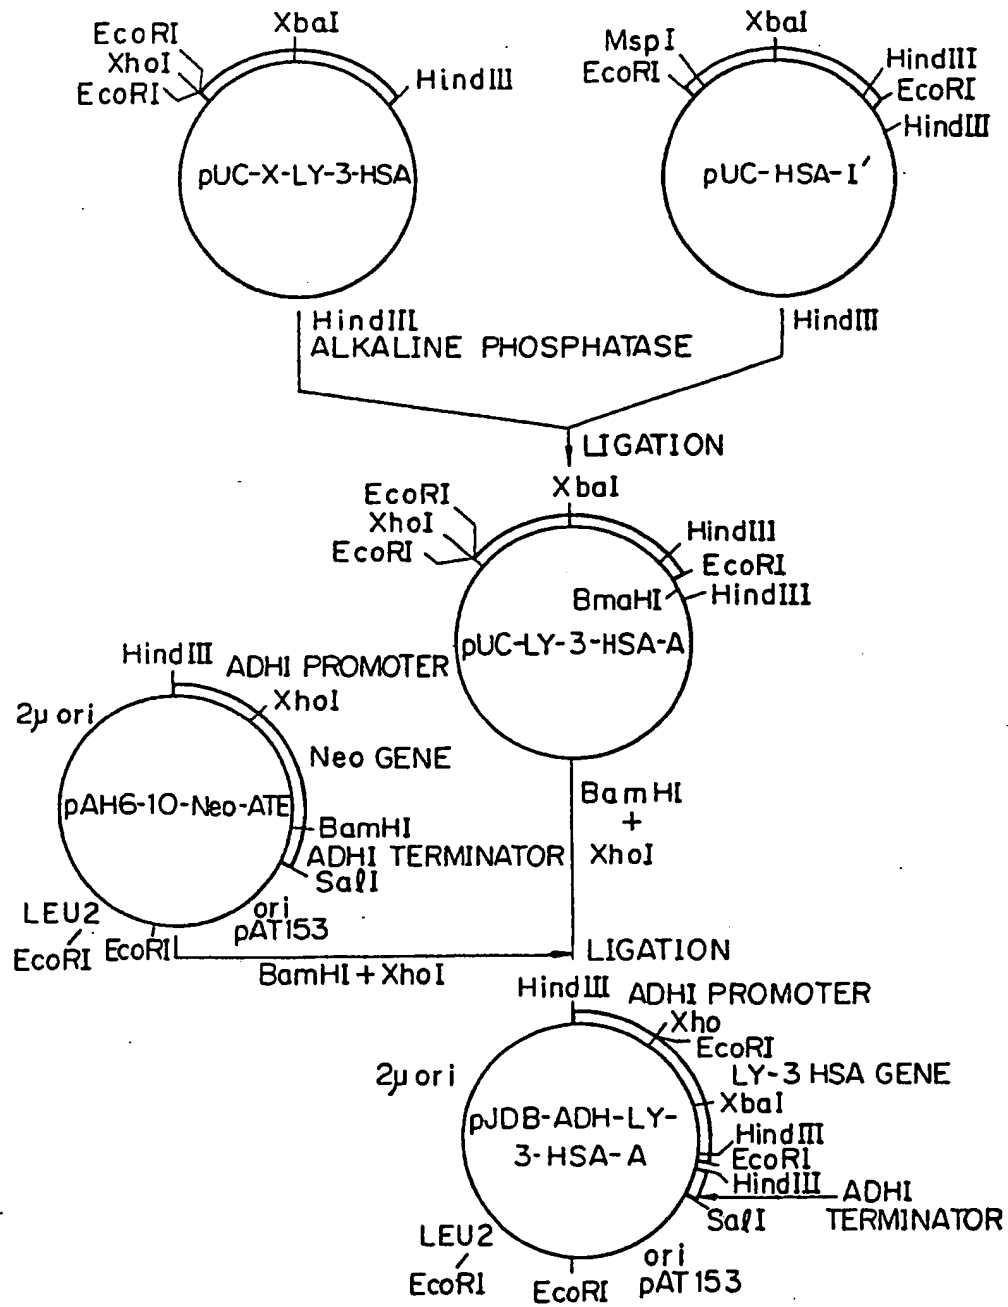 EcoRI
XhoI
EcoRI
XbaI
HindIII
pUC-X-LY-3-HSA
MspI
EcoRI
XbaI
HindIII
EcoRI
HindIII
pUC-HSA-I′
HindIII
ALKALINE PHOSPHATASE
HindIII
LIGATION
EcoRI
XhoI
EcoRI
XbaI
HindIII
EcoRI
HindIII
BmaHI
pUC-LY-3-HSA-A
HindIII
ADHI PROMOTER
XhoI
2μ ori
Neo GENE
pAH6-10-Neo-ATE
BamHI
ADHI TERMINATOR
SalI
LEU2
EcoRI
EcoRI
ori
pAT153
BamHI
+
XhoI
BamHI + XhoI
LIGATION
HindIII
ADHI PROMOTER
Xho
EcoRI
LY-3 HSA GENE
2μ ori
XbaI
pJDB-ADH-LY-
3-HSA-A
HindIII
EcoRI
HindIII
ADHI
TERMINATOR
SalI
LEU2
EcoRI
EcoRI
ori
pAT153